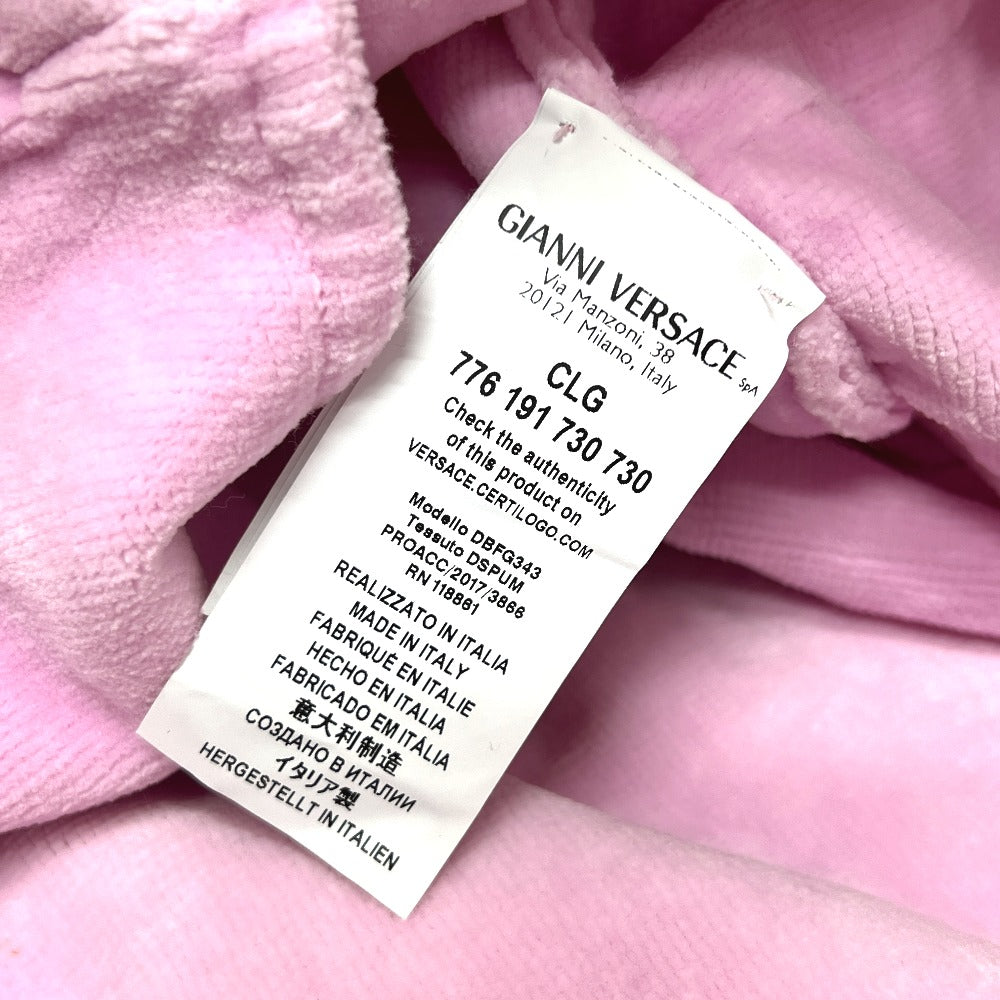 GIANNI VERSACE SpA
Via Manzoni, 38
20121 Milano, Italy
CLG
776 191 730 730
Check the authenticity
of this product on
VERSACE.CERTILOGO.COM
Modello DBFG343
Tessuto DSPUM
PROACC/2017/3866
RN 118861
REALIZZATO IN ITALIA
MADE IN ITALY
FABRIQUÉ EN ITALIE
HECHO EN ITALIA
FABRICADO EM ITÁLIA
意大利制造
СОЗДАНО В ИТАЛИИ
イタリア製
HERGESTELLT IN ITALIEN